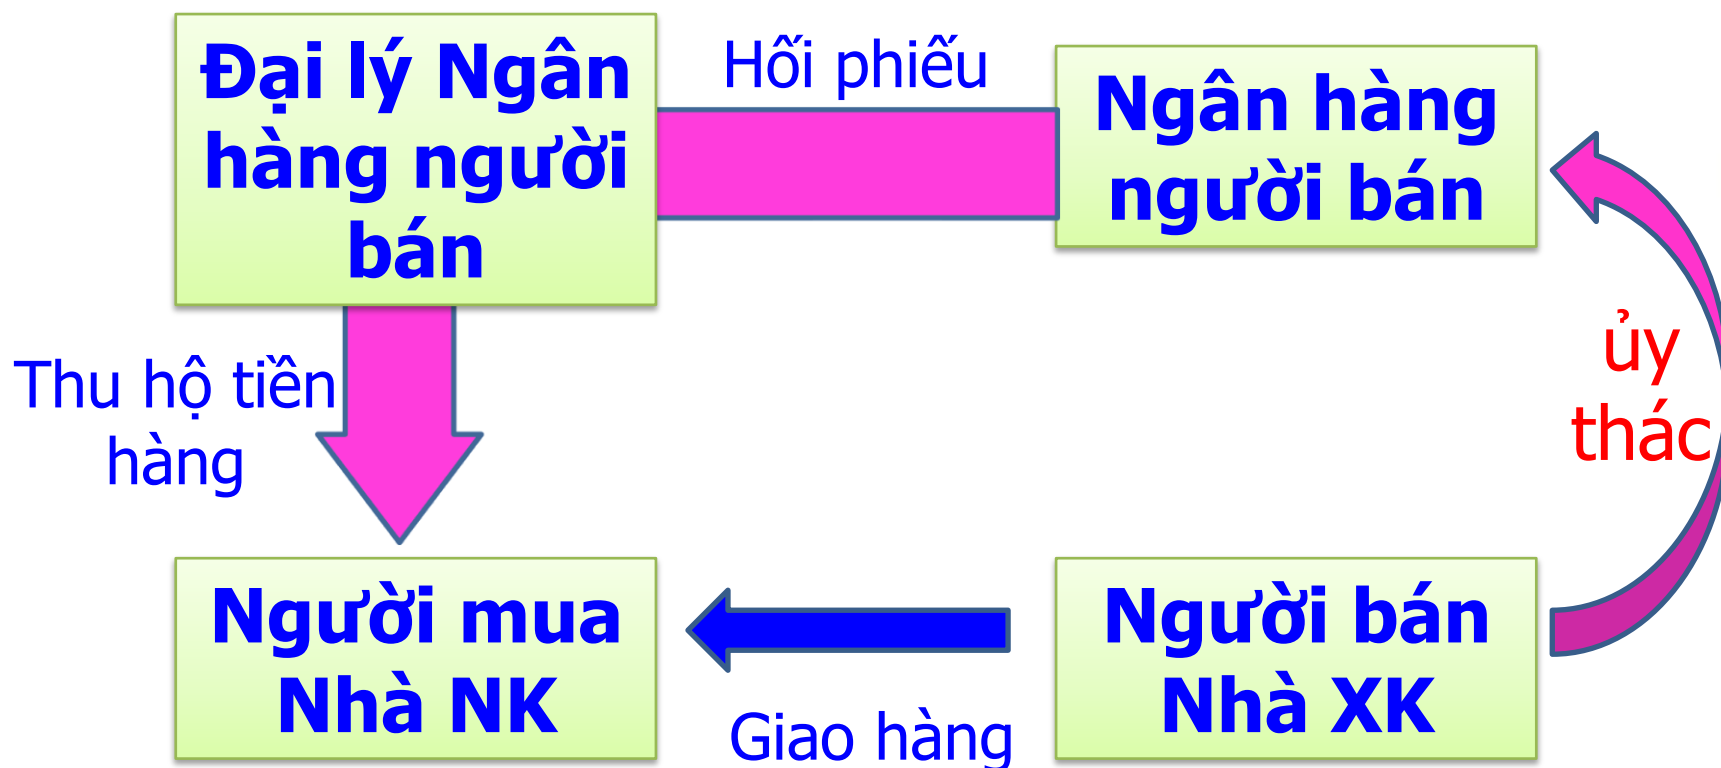 Đại lý Ngân
hàng người
bán
Hối phiếu
Ngân hàng
người bán
Thu hộ tiền
hàng
ủy
thác
Người mua
Nhà NK
Giao hàng
Người bán
Nhà XK